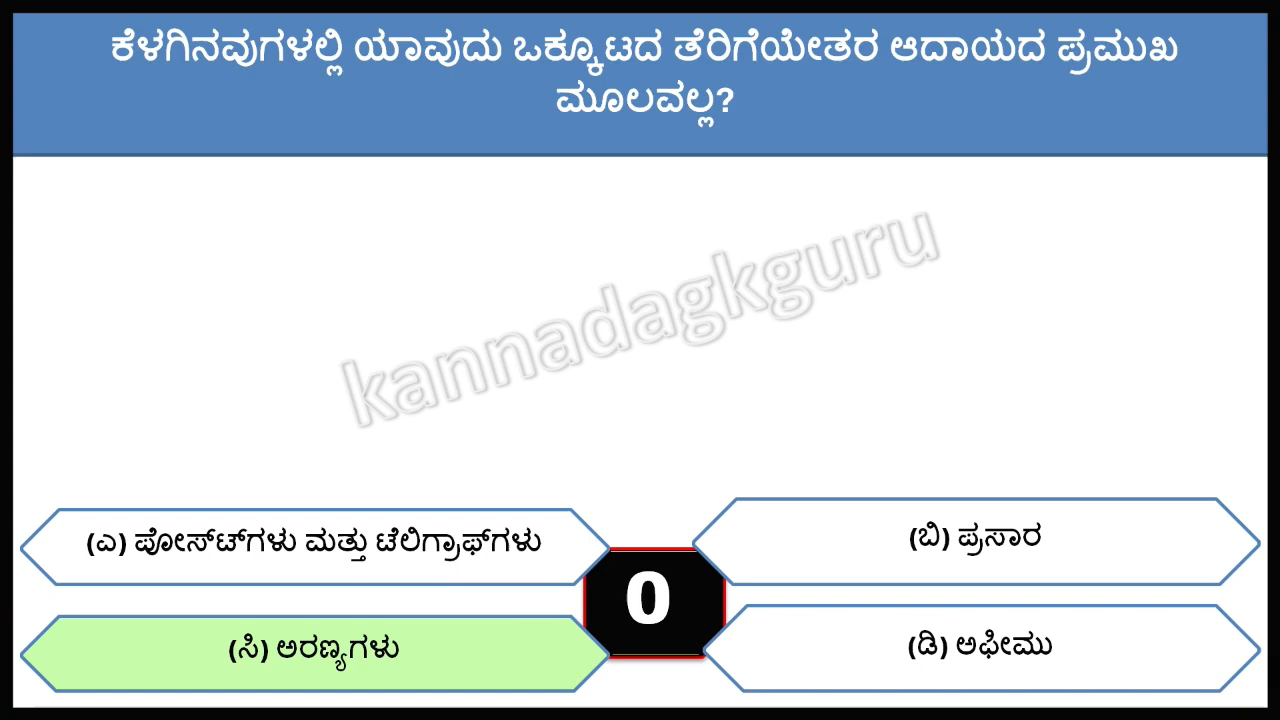 ಕೆಳಗಿನವುಗಳಲ್ಲಿ ಯಾವುದು ಒಕ್ಕೂಟದ ತೆರಿಗೆಯೇತರ ಆದಾಯದ ಪ್ರಮುಖ
ಮೂಲವಲ್ಲ?
kannadagkguru
(ಎ) ಪೋಸ್ಟ್‌ಗಳು ಮತ್ತು ಟೆಲಿಗ್ರಾಫ್‌ಗಳು
(ಬಿ) ಪ್ರಸಾರ
0
(ಸಿ) ಅರಣ್ಯಗಳು
(ಡಿ) ಅಫೀಮು